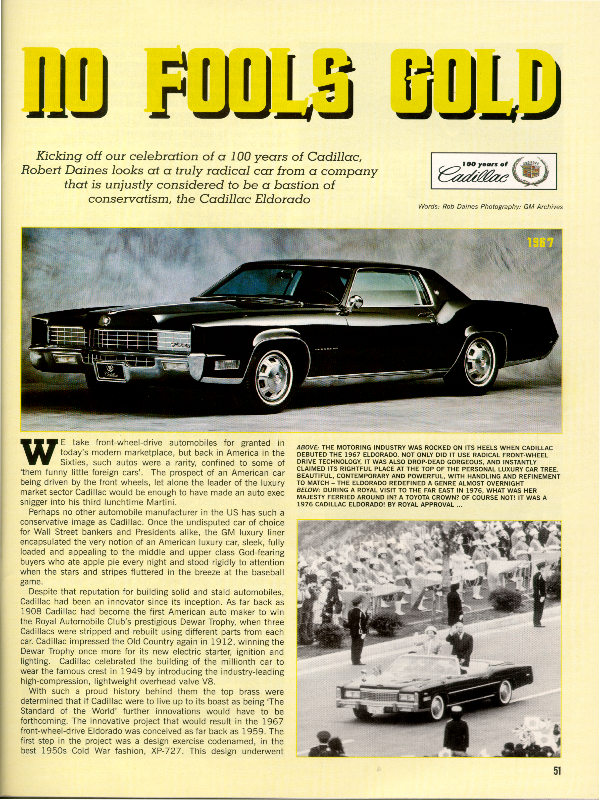 NO FOOLS GOLD
Kicking off our celebration of a 100 years of Cadillac,
Robert Daines looks at a truly radical car from a company
that is unjustly considered to be a bastion of
conservatism, the Cadillac Eldorado
100 years of
Cadillac
Words: Rob Daines Photography: GM Archives
1967
WE take front-wheel-drive automobiles for granted in
today's modern marketplace, but back in America in the
Sixties, such autos were a rarity, confined to some of
'them funny little foreign cars'. The prospect of an American car
being driven by the front wheels, let alone the leader of the luxury
market sector Cadillac would be enough to have made an auto exec
snigger into his third lunchtime Martini.
Perhaps no other automobile manufacturer in the US has such a
conservative image as Cadillac. Once the undisputed car of choice
for Wall Street bankers and Presidents alike, the GM luxury liner
encapsulated the very notion of an American luxury car, sleek, fully
loaded and appealing to the middle and upper class God-fearing
buyers who ate apple pie every night and stood rigidly to attention
when the stars and stripes fluttered in the breeze at the baseball
game.
Despite that reputation for building solid and staid automobiles,
Cadillac had been an innovator since its inception. As far back as
1908 Cadillac had become the first American auto maker to win
the Royal Automobile Club's prestigious Dewar Trophy, when three
Cadillacs were stripped and rebuilt using different parts from each
car. Cadillac impressed the Old Country again in 1912, winning the
Dewar Trophy once more for its new electric starter, ignition and
lighting. Cadillac celebrated the building of the millionth car to
wear the famous crest in 1949 by introducing the industry-leading
high-compression, lightweight overhead valve V8.
With such a proud history behind them the top brass were
determined that if Cadillac were to live up to its boast as being 'The
Standard of the World' further innovations would have to be
forthcoming. The innovative project that would result in the 1967
front-wheel-drive Eldorado was conceived as far back as 1959. The
first step in the project was a design exercise codenamed, in the
best 1950s Cold War fashion, XP-727. This design underwent
ABOVE: THE MOTORING INDUSTRY WAS ROCKED ON ITS HEELS WHEN CADILLAC
DEBUTED THE 1967 ELDORADO. NOT ONLY DID IT USE RADICAL FRONT-WHEEL
DRIVE TECHNOLOGY, IT WAS ALSO DROP-DEAD GORGEOUS, AND INSTANTLY
CLAIMED ITS RIGHTFUL PLACE AT THE TOP OF THE PERSONAL LUXURY CAR TREE.
BEAUTIFUL, CONTEMPORARY AND POWERFUL, WITH HANDLING AND REFINEMENT
TO MATCH – THE ELDORADO REDEFINED A GENRE ALMOST OVERNIGHT
BELOW: DURING A ROYAL VISIT TO THE FAR EAST IN 1976, WHAT WAS HER
MAJESTY FERRIED AROUND IN? A TOYOTA CROWN? OF COURSE NOT! IT WAS A
1976 CADILLAC ELDORADO! BY ROYAL APPROVAL ...
51